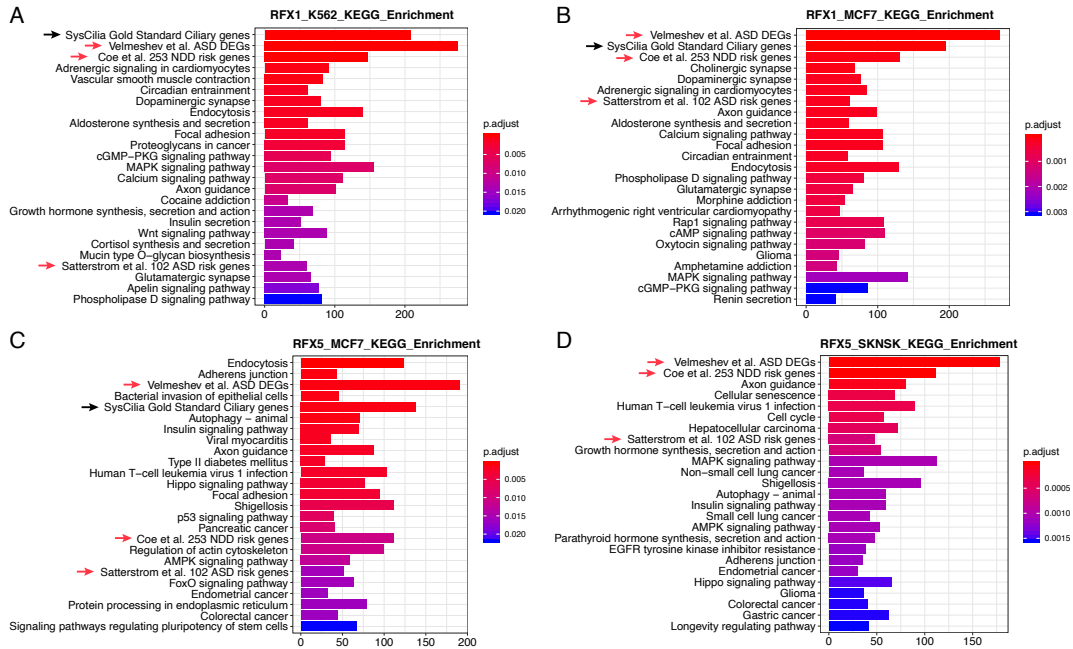 A
RFX1_K562_KEGG_Enrichment
SysCilia Gold Standard Ciliary genes
Velmeshev et al. ASD DEGs
Coe et al. 253 NDD risk genes
Adrenergic signaling in cardiomyocytes
Vascular smooth muscle contraction
Circadian entrainment
Dopaminergic synapse
Endocytosis
Aldosterone synthesis and secretion
Focal adhesion
Proteoglycans in cancer
cGMP−PKG signaling pathway
MAPK signaling pathway
Calcium signaling pathway
Axon guidance
Cocaine addiction
Growth hormone synthesis, secretion and action
Insulin secretion
Wnt signaling pathway
Cortisol synthesis and secretion
Mucin type O−glycan biosynthesis
Satterstrom et al. 102 ASD risk genes
Glutamatergic synapse
Apelin signaling pathway
Phospholipase D signaling pathway
0 100 200
p.adjust
0.005
0.010
0.015
0.020
B
RFX1_MCF7_KEGG_Enrichment
Velmeshev et al. ASD DEGs
SysCilia Gold Standard Ciliary genes
Coe et al. 253 NDD risk genes
Cholinergic synapse
Dopaminergic synapse
Adrenergic signaling in cardiomyocytes
Satterstrom et al. 102 ASD risk genes
Axon guidance
Aldosterone synthesis and secretion
Calcium signaling pathway
Focal adhesion
Circadian entrainment
Endocytosis
Phospholipase D signaling pathway
Glutamatergic synapse
Morphine addiction
Arrhythmogenic right ventricular cardiomyopathy
Rap1 signaling pathway
cAMP signaling pathway
Oxytocin signaling pathway
Glioma
Amphetamine addiction
MAPK signaling pathway
cGMP−PKG signaling pathway
Renin secretion
0 100 200
p.adjust
0.001
0.002
0.003
C
RFX5_MCF7_KEGG_Enrichment
Endocytosis
Adherens junction
Velmeshev et al. ASD DEGs
Bacterial invasion of epithelial cells
SysCilia Gold Standard Ciliary genes
Autophagy − animal
Insulin signaling pathway
Viral myocarditis
Axon guidance
Type II diabetes mellitus
Human T−cell leukemia virus 1 infection
Hippo signaling pathway
Focal adhesion
Shigellosis
p53 signaling pathway
Pancreatic cancer
Coe et al. 253 NDD risk genes
Regulation of actin cytoskeleton
AMPK signaling pathway
Satterstrom et al. 102 ASD risk genes
FoxO signaling pathway
Endometrial cancer
Protein processing in endoplasmic reticulum
Colorectal cancer
Signaling pathways regulating pluripotency of stem cells
0 50 100 150 200
p.adjust
0.005
0.010
0.015
0.020
D
RFX5_SKNSK_KEGG_Enrichment
Velmeshev et al. ASD DEGs
Coe et al. 253 NDD risk genes
Axon guidance
Cellular senescence
Human T−cell leukemia virus 1 infection
Cell cycle
Hepatocellular carcinoma
Satterstrom et al. 102 ASD risk genes
Growth hormone synthesis, secretion and action
MAPK signaling pathway
Non−small cell lung cancer
Shigellosis
Autophagy − animal
Insulin signaling pathway
Small cell lung cancer
AMPK signaling pathway
Parathyroid hormone synthesis, secretion and action
EGFR tyrosine kinase inhibitor resistance
Adherens junction
Endometrial cancer
Hippo signaling pathway
Glioma
Colorectal cancer
Gastric cancer
Longevity regulating pathway
0 50 100 150
p.adjust
0.0005
0.0010
0.0015